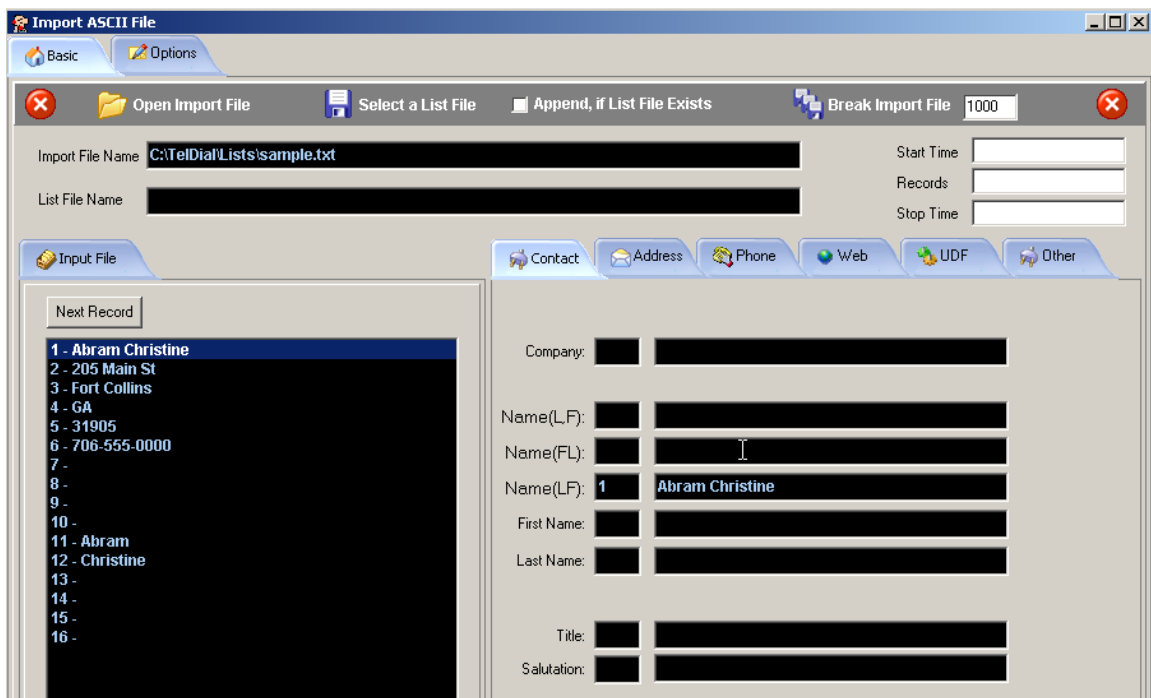 Import ASCII File
Basic Options
Open Import File Select a List File Append, if List File Exists Break Import File 1000
Import File Name C:\TelDial\Lists\sample.txt Start Time
Records
List File Name
Stop Time
Input File Contact Address Phone Web UDF Other
Next Record
1 - Abram Christine
2 - 205 Main St
3 - Fort Collins
4 - GA
5 - 31905
6 - 706-555-0000
7 -
8 -
9 -
10 -
11 - Abram
12 - Christine
13 -
14 -
15 -
16 -
Company:
Name(L,F):
Name(FL):
Name(LF): 1 Abram Christine
First Name:
Last Name:
Title:
Salutation: